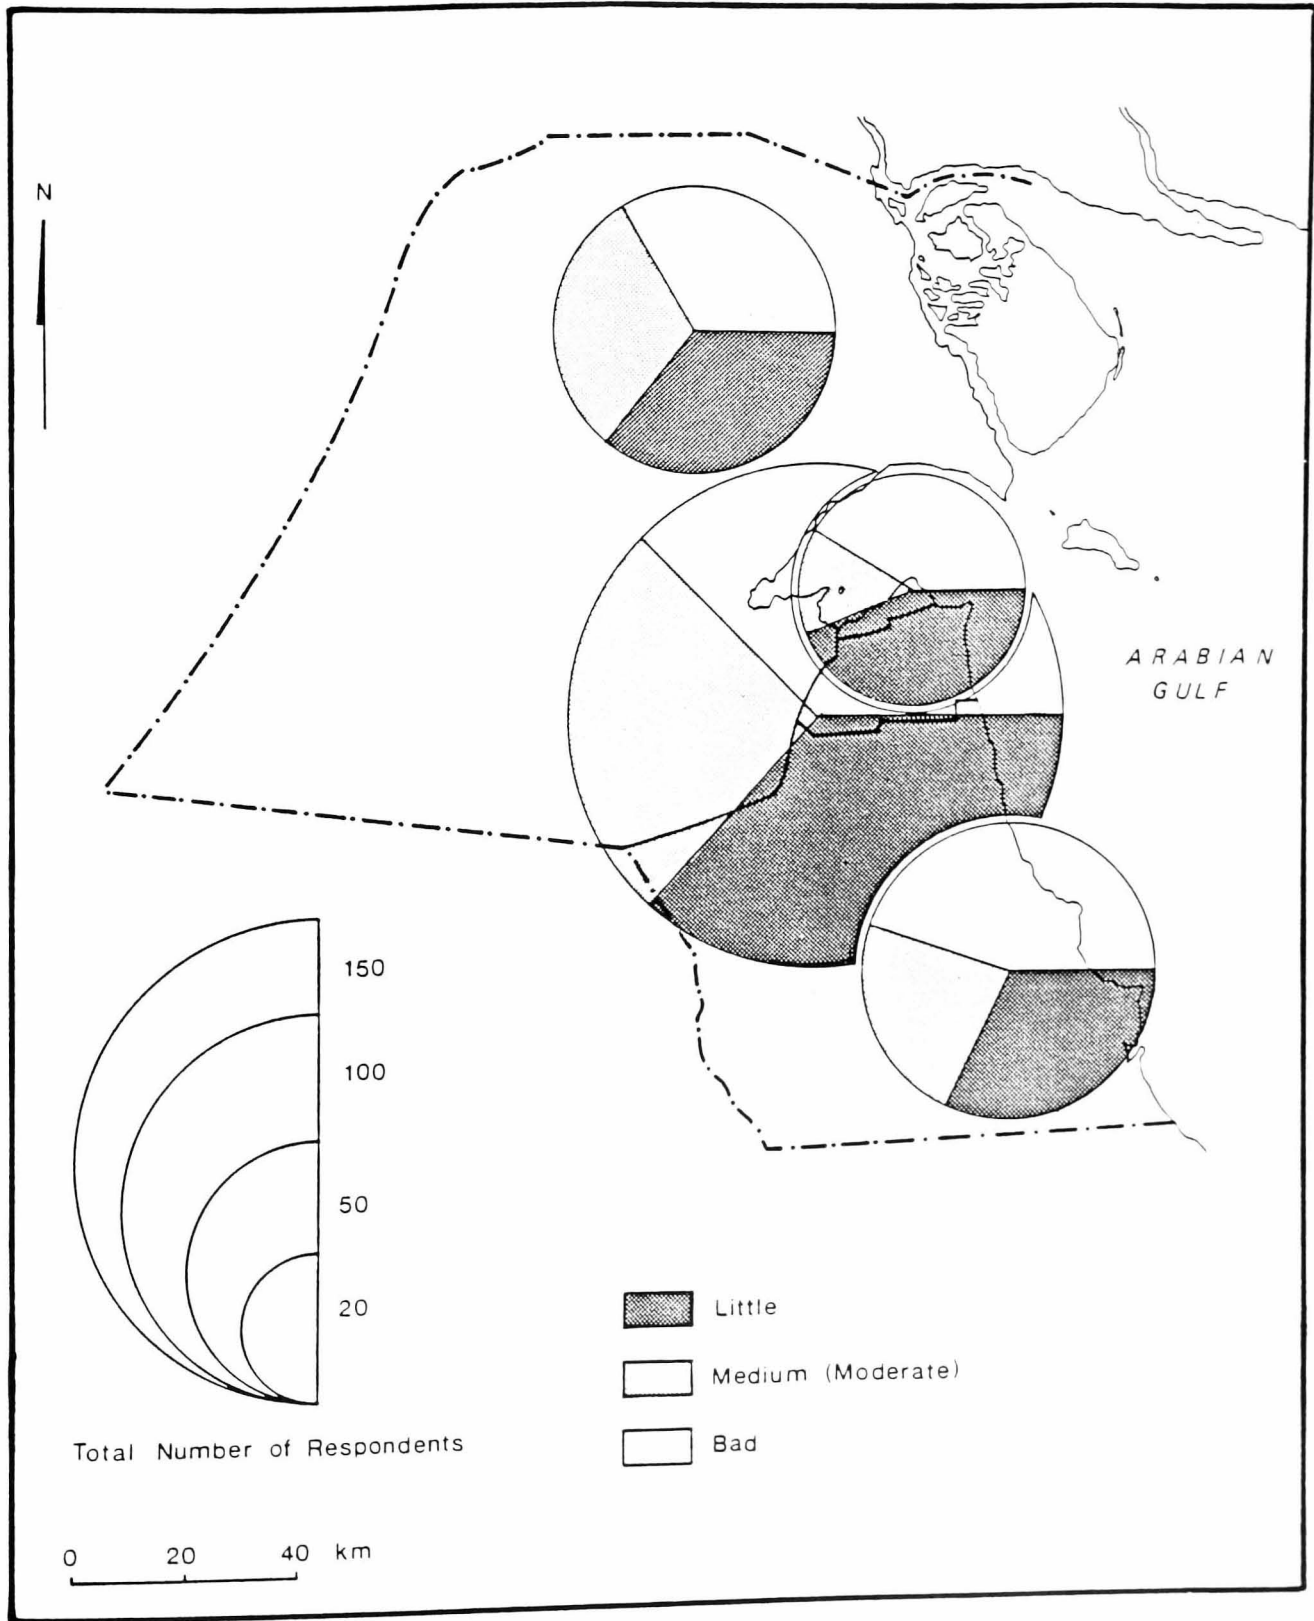 N
ARABIAN
GULF
150
100
50
20
Total Number of Respondents
Little
Medium (Moderate)
Bad
0 20 40 km